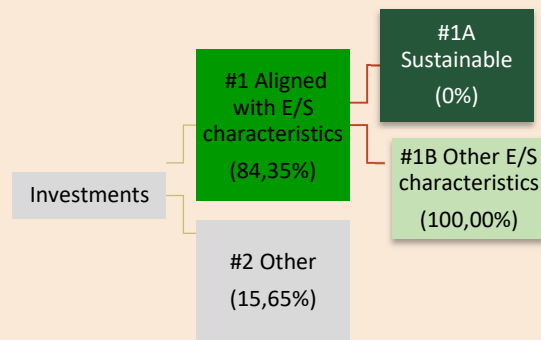 Investments
#1 Aligned
with E/S
characteristics
(84,35%)
#2 Other
(15,65%)
#1A
Sustainable
(0%)
#1B Other E/S
characteristics
(100,00%)